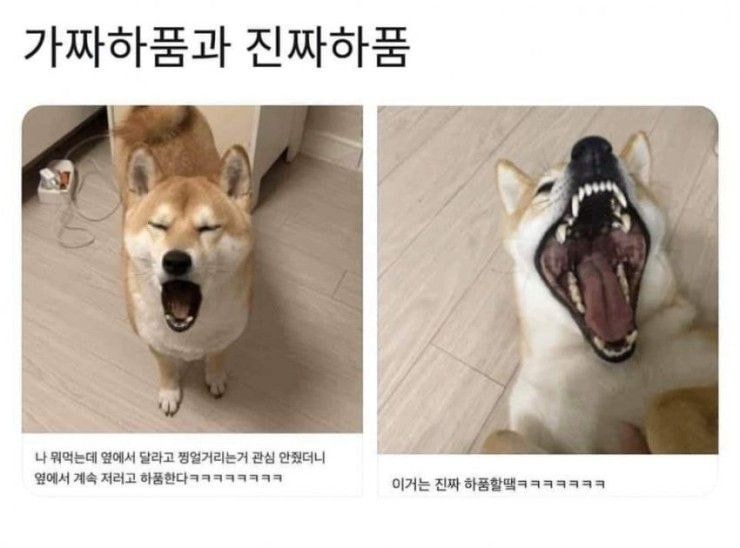 가짜하품과 진짜하품
나 뭐먹는데 옆에서 달라고 찡얼거리는거 관심 안줬더니
옆에서 계속 저러고 하품한다ㅋㅋㅋㅋㅋㅋㅋㅋ
이거는 진짜 하품할떄ㅋㅋㅋㅋㅋㅋㅋ